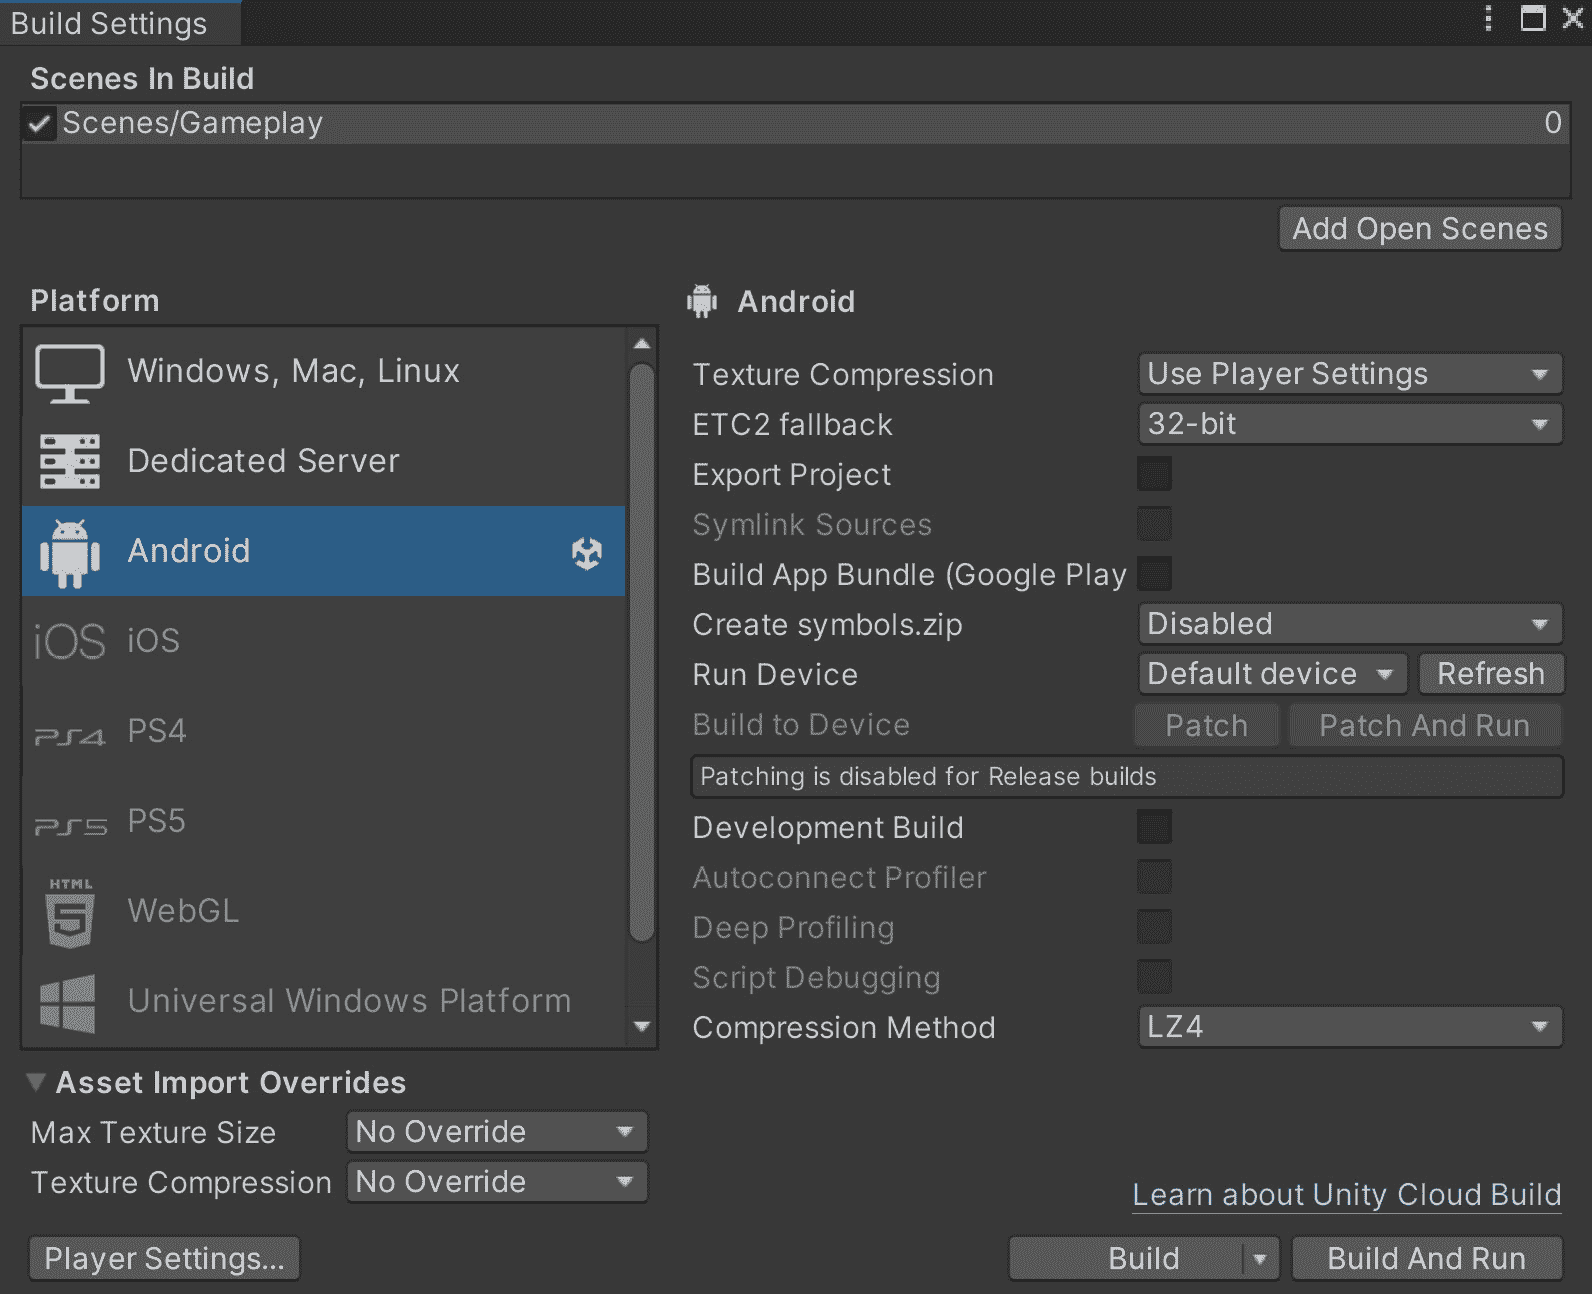 Build Settings
Scenes In Build
Scenes/Gameplay 0
Add Open Scenes
Platform
Windows, Mac, Linux
Dedicated Server
Android
iOS iOS
PS4 PS4
PS5 PS5
HTML 5 WebGL
Universal Windows Platform
Android
Texture Compression Use Player Settings
ETC2 fallback 32-bit
Export Project
Symlink Sources
Build App Bundle (Google Play
Create symbols.zip Disabled
Run Device Default device Refresh
Build to Device Patch Patch And Run
Patching is disabled for Release builds
Development Build
Autoconnect Profiler
Deep Profiling
Script Debugging
Compression Method LZ4
Asset Import Overrides
Max Texture Size No Override
Texture Compression No Override
Learn about Unity Cloud Build
Player Settings... Build Build And Run